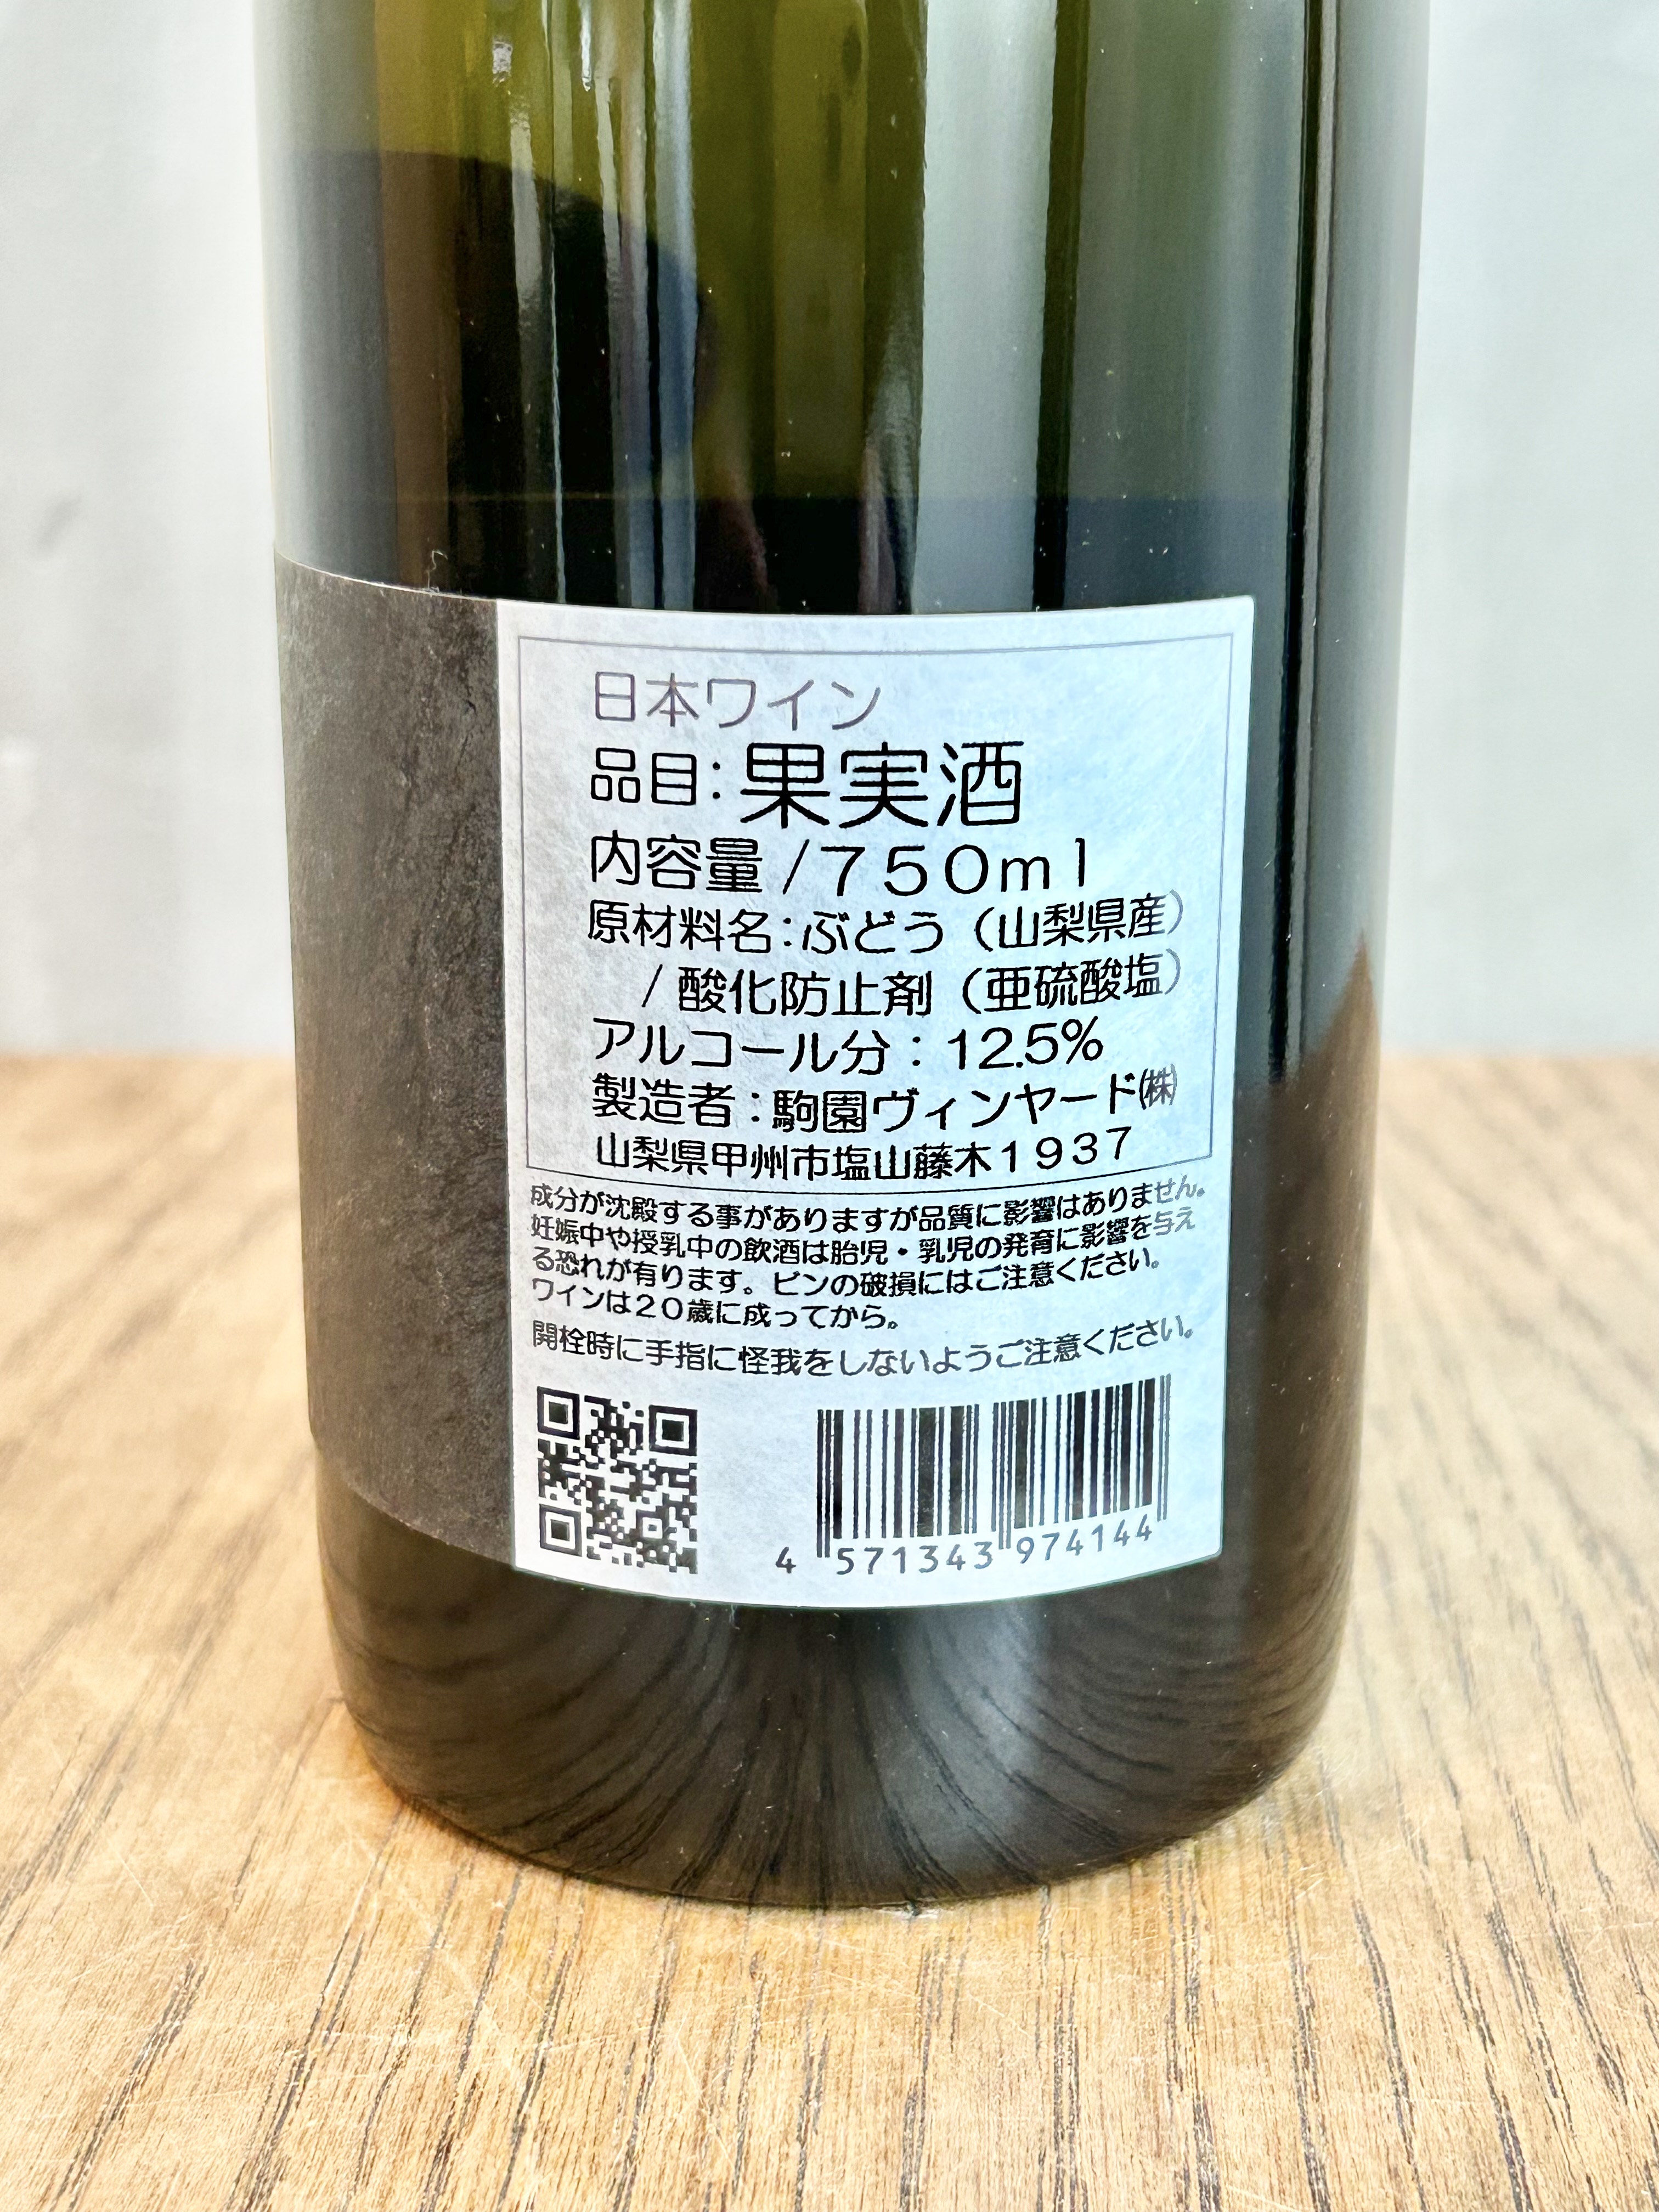 日本ワイン
品目:果実酒
内容量/750ml
原材料名:ぶどう(山梨県産)
/酸化防止剤(亜硫酸塩)
アルコール分:12.5%
製造者:駒園ヴィンヤード㈱
山梨県甲州市塩山藤木1937
成分が沈殿する事がありますが品質に影響はありません。
妊娠中や授乳中の飲酒は胎児・乳児の発育に影響を与え
る恐れが有ります。ビンの破損にはご注意ください。
ワインは20歳に成ってから。
開栓時に手指に怪我をしないようご注意ください。
4 571343 974144